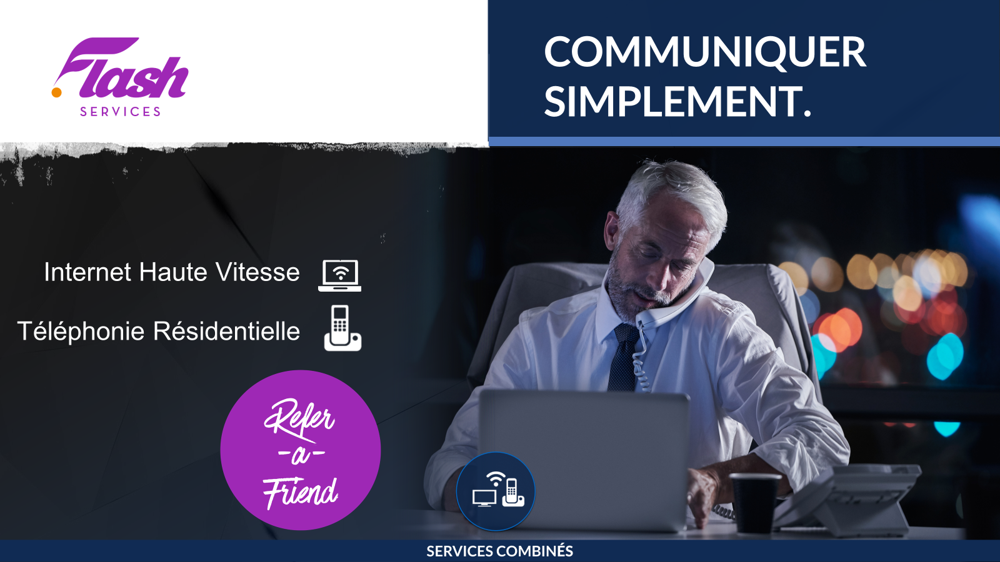 Flash
SERVICES
COMMUNIQUER
SIMPLEMENT.
Internet Haute Vitesse
Téléphonie Résidentielle
Refer
-a-
Friend
SERVICES COMBINÉS